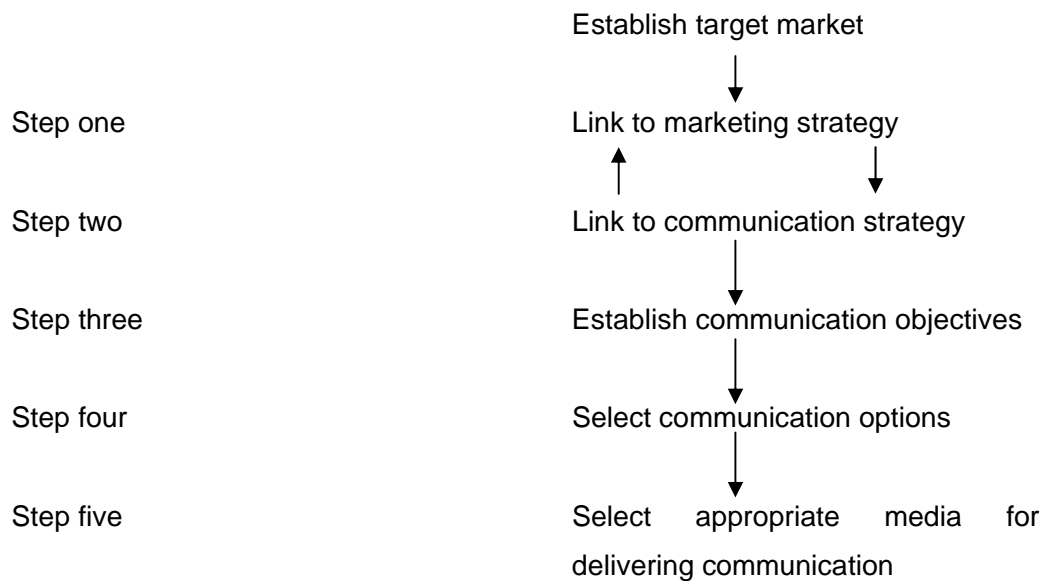 Establish target market
Step one Link to marketing strategy
Step two Link to communication strategy
Step three Establish communication objectives
Step four Select communication options
Step five Select appropriate media for
delivering communication